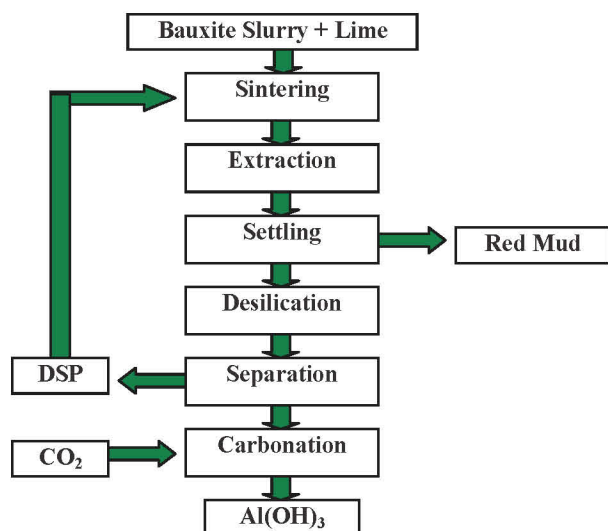 Bauxite Slurry + Lime
Sintering
Extraction
Settling
Red Mud
Desilication
DSP
Separation
CO₂
Carbonation
Al(OH)₃